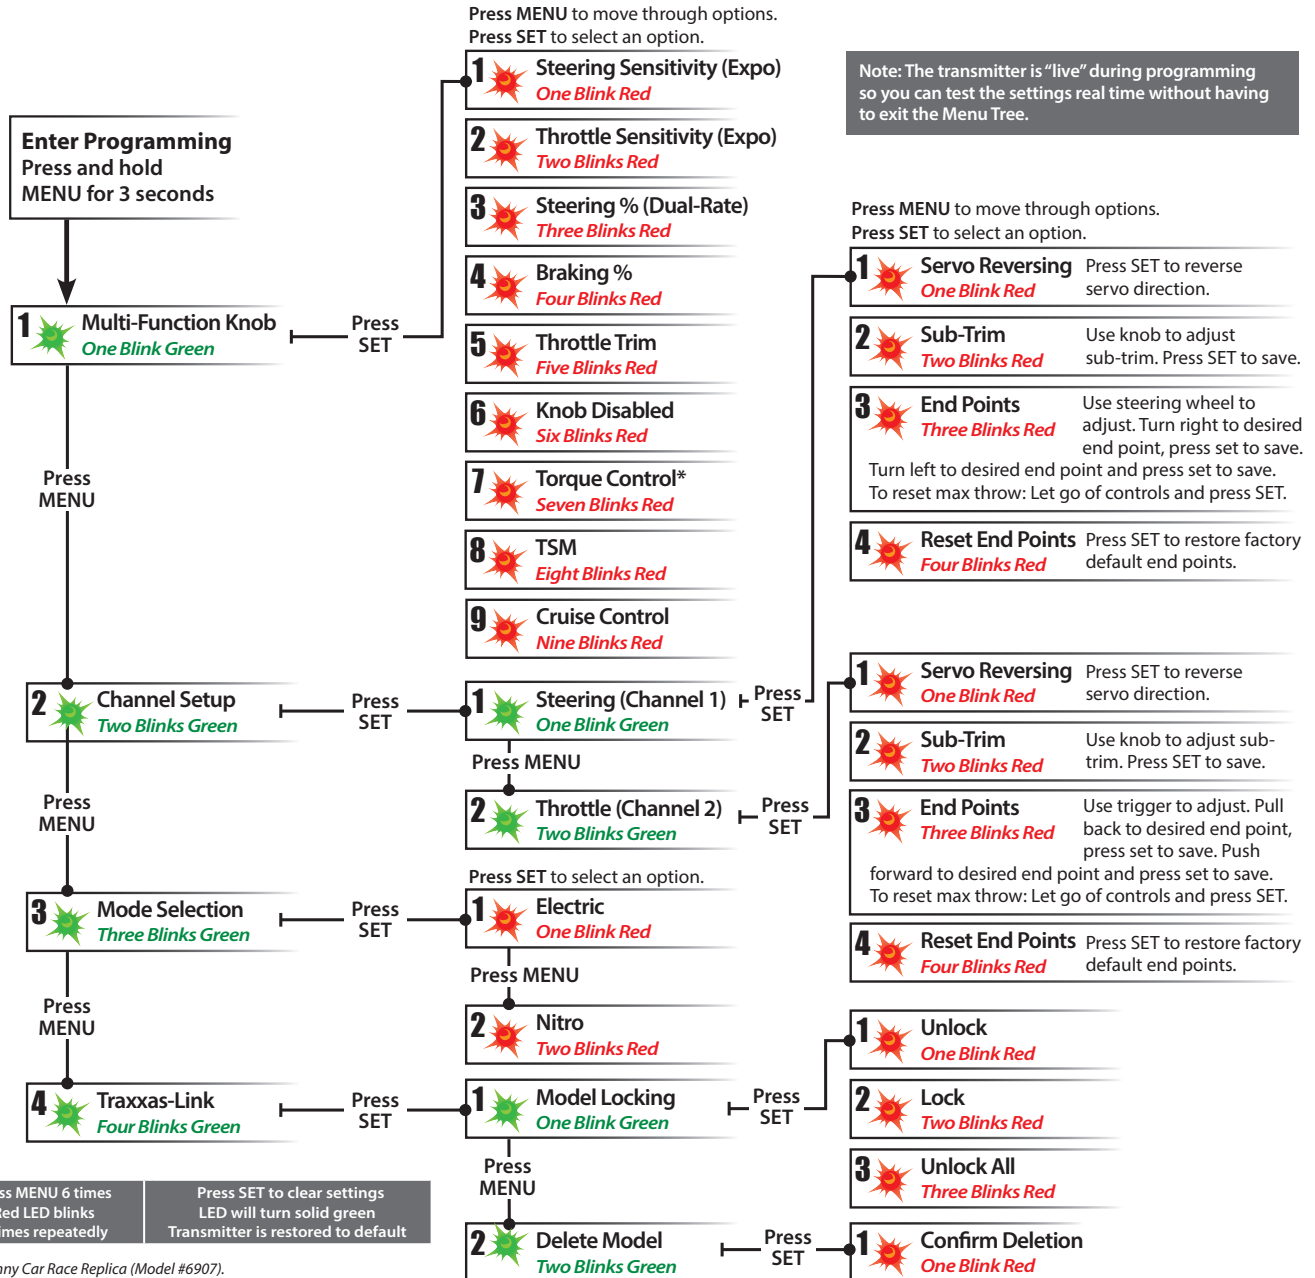 Press MENU to move through options.
Press SET to select an option.
Note: The transmitter is “live” during programming
so you can test the settings real time without having
to exit the Menu Tree.
Enter Programming
Press and hold
MENU for 3 seconds
1 Multi-Function Knob
One Blink Green
Press
SET
1 Steering Sensitivity (Expo)
One Blink Red
2 Throttle Sensitivity (Expo)
Two Blinks Red
3 Steering % (Dual-Rate)
Three Blinks Red
4 Braking %
Four Blinks Red
5 Throttle Trim
Five Blinks Red
6 Knob Disabled
Six Blinks Red
7 Torque Control*
Seven Blinks Red
8 TSM
Eight Blinks Red
9 Cruise Control
Nine Blinks Red
Press
MENU
2 Channel Setup
Two Blinks Green
Press
SET
1 Steering (Channel 1)
One Blink Green
Press
SET
Press MENU to move through options.
Press SET to select an option.
1 Servo Reversing Press SET to reverse
One Blink Red servo direction.
2 Sub-Trim Use knob to adjust
Two Blinks Red sub-trim. Press SET to save.
3 End Points Use steering wheel to
Three Blinks Red adjust. Turn right to desired
end point, press set to save.
Turn left to desired end point and press set to save.
To reset max throw: Let go of controls and press SET.
4 Reset End Points Press SET to restore factory
Four Blinks Red default end points.
Press MENU
2 Throttle (Channel 2)
Two Blinks Green
Press
SET
1 Servo Reversing Press SET to reverse
One Blink Red servo direction.
2 Sub-Trim Use knob to adjust sub-
Two Blinks Red trim. Press SET to save.
3 End Points Use trigger to adjust. Pull
Three Blinks Red back to desired end point,
press set to save. Push
forward to desired end point and press set to save.
To reset max throw: Let go of controls and press SET.
4 Reset End Points Press SET to restore factory
Four Blinks Red default end points.
Press
MENU
3 Mode Selection
Three Blinks Green
Press
SET
Press SET to select an option.
1 Electric
One Blink Red
Press MENU
2 Nitro
Two Blinks Red
Press
MENU
4 Traxxas-Link
Four Blinks Green
Press
SET
1 Model Locking
One Blink Green
Press
SET
1 Unlock
One Blink Red
2 Lock
Two Blinks Red
3 Unlock All
Three Blinks Red
Press
MENU
2 Delete Model
Two Blinks Green
Press
SET
1 Confirm Deletion
One Blink Red
MENU 6 times
LED blinks
repeatedly
Press SET to clear settings
LED will turn solid green
Transmitter is restored to default
Car Race Replica (Model #6907).